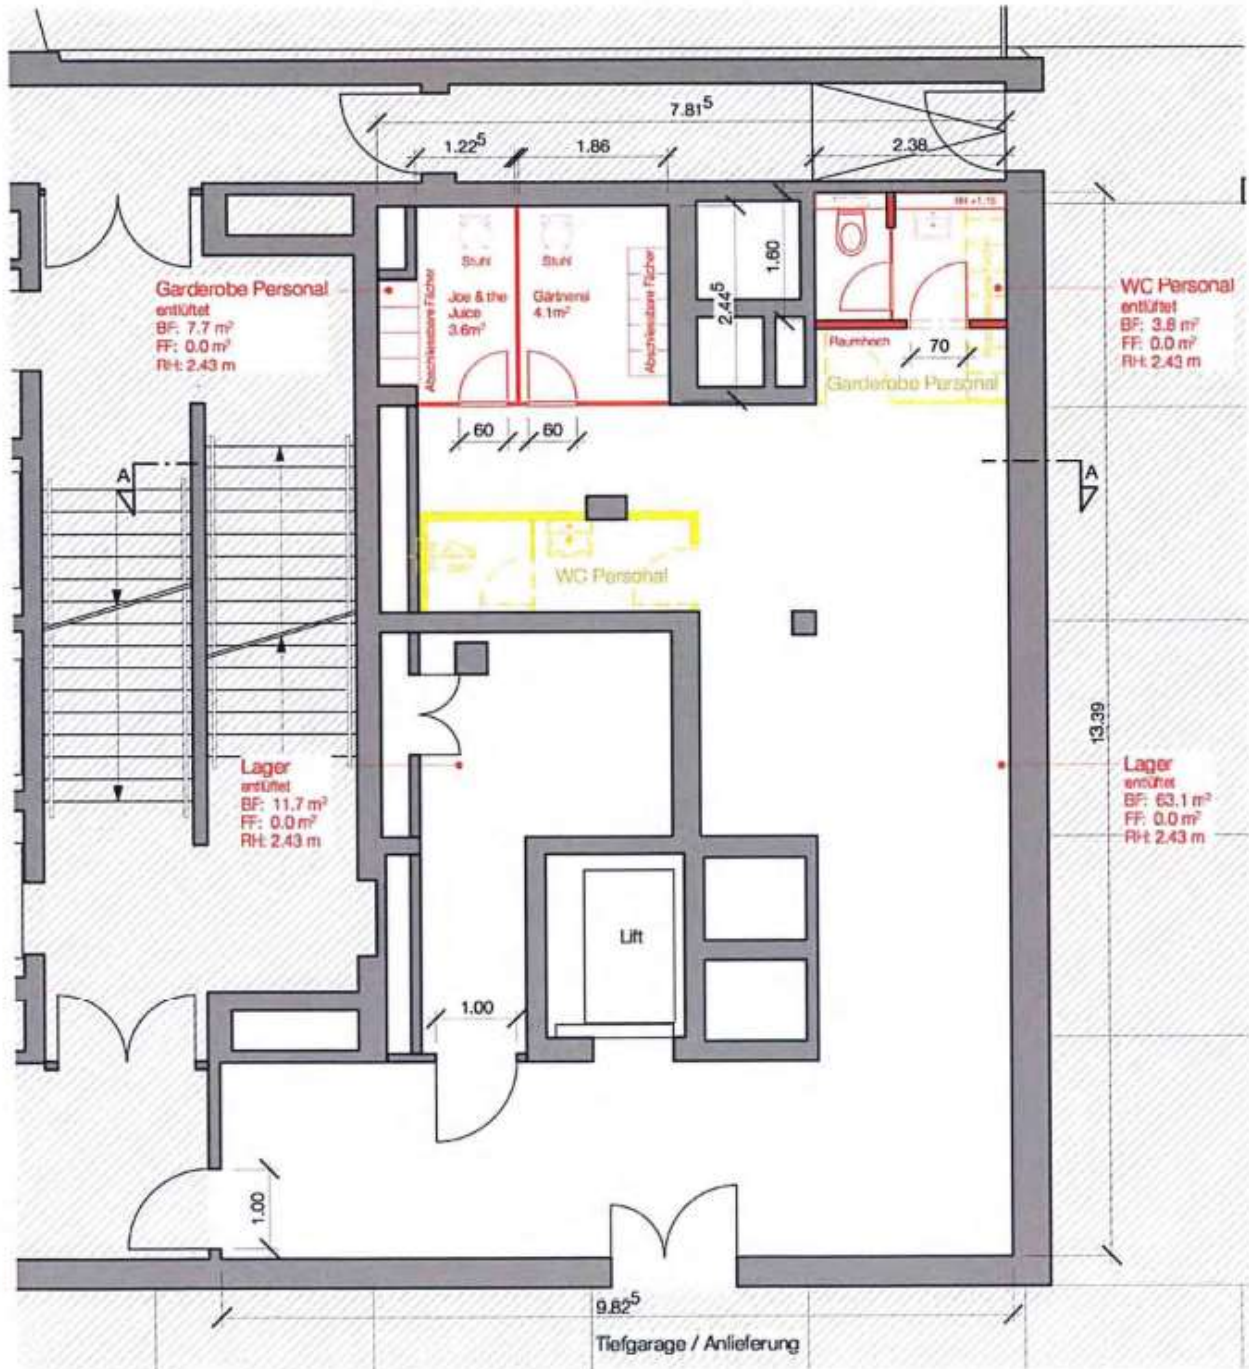 7.81⁵
1.22⁵
1.86
2.38
RH +1.15
Garderobe Personal
entlüftet
BF: 7.7 m²
FF: 0.0 m²
RH: 2.43 m
Abschliessbare Fächer
Stuhl
Joe & the
Juice
3.6m²
Stuhl
Gärtnerei
4.1m²
Abschliessbare Fächer
2.44⁵
1.60
WC Personal
entlüftet
BF: 3.8 m²
FF: 0.0 m²
RH: 2.43 m
Raumhoch
70
Garderobe Personal
60
60
A
A
WC Personal
13.39
Lager
entlüftet
BF: 11.7 m²
FF: 0.0 m²
RH: 2.43 m
Lager
entlüftet
BF: 63.1 m²
FF: 0.0 m²
RH: 2.43 m
Lift
1.00
1.00
9.82⁵
Tiefgarage / Anlieferung